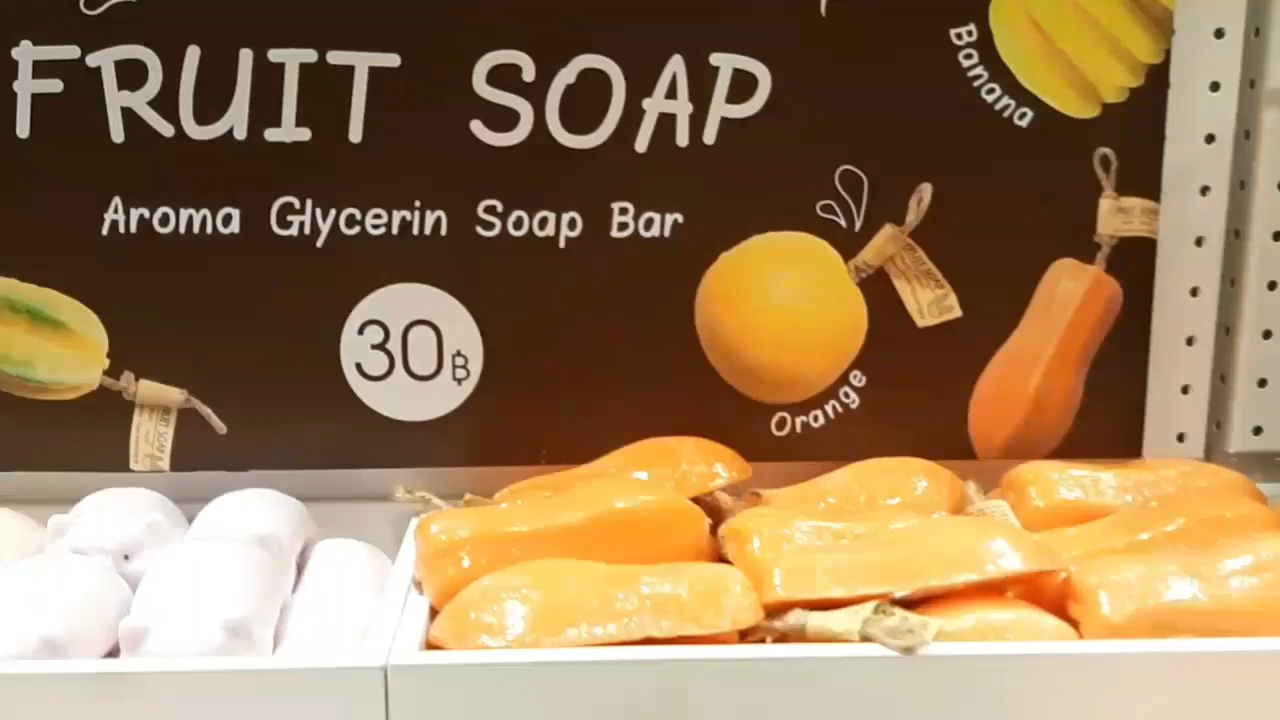 FRUIT SOAP
Aroma Glycerin Soap Bar
30฿
Banana
Orange